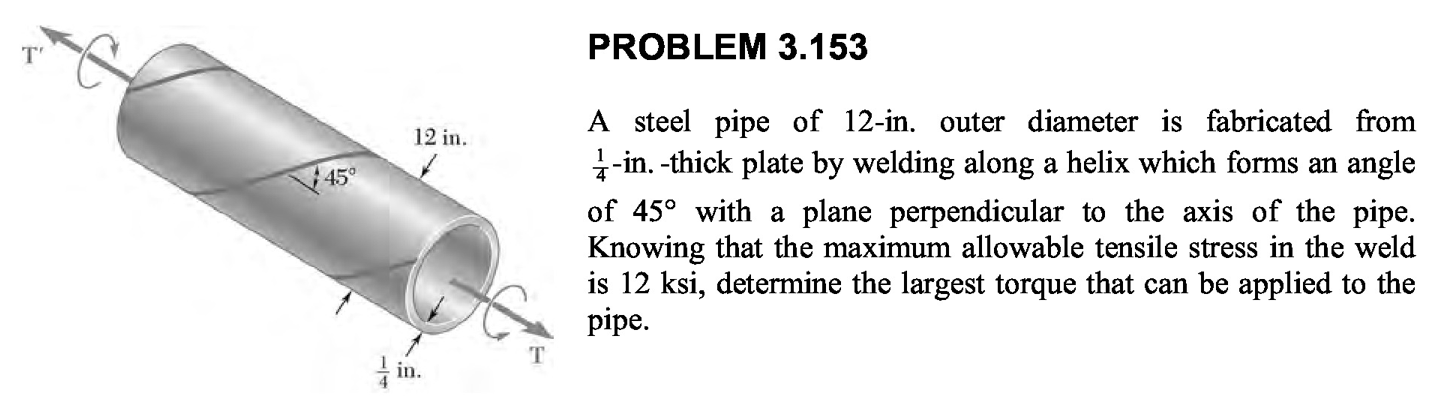 T′
12 in.
45°
T
1/4 in.
PROBLEM 3.153
A steel pipe of 12-in. outer diameter is fabricated from
1/4-in. -thick plate by welding along a helix which forms an angle
of 45° with a plane perpendicular to the axis of the pipe.
Knowing that the maximum allowable tensile stress in the weld
is 12 ksi, determine the largest torque that can be applied to the
pipe.